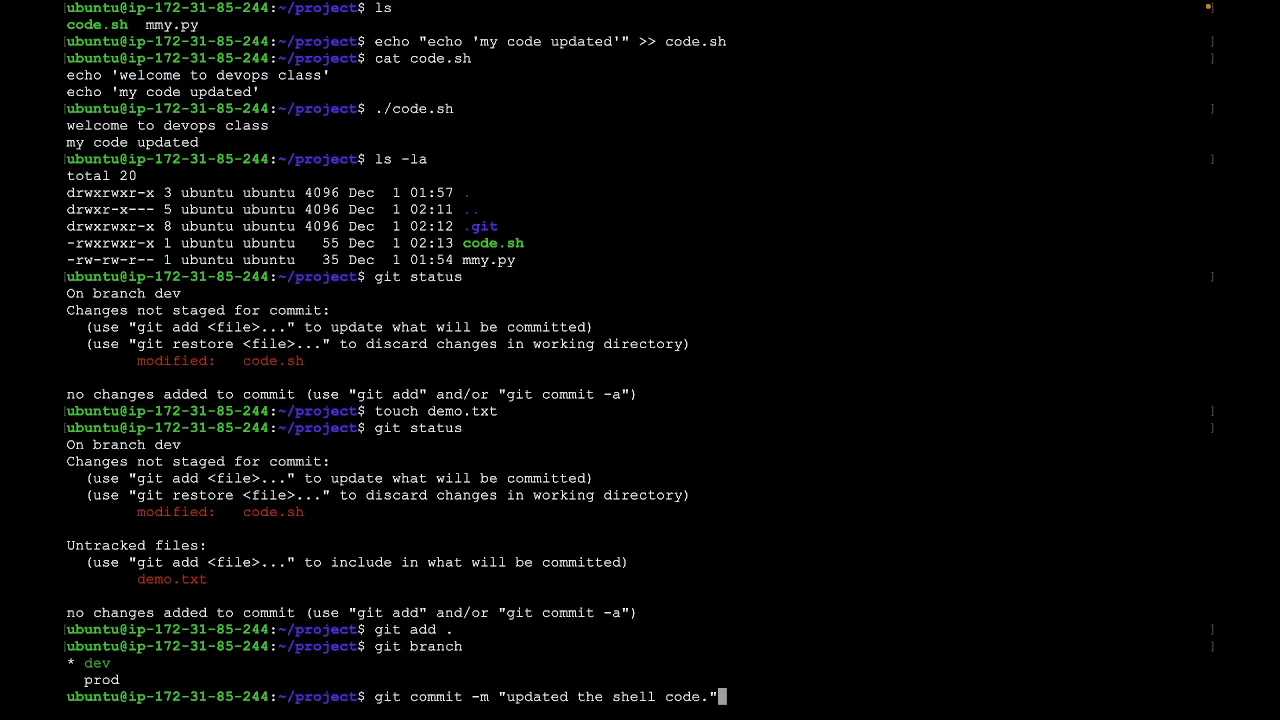 ubuntu@ip-172-31-85-244:~/project$ ls
code.sh  mmy.py
ubuntu@ip-172-31-85-244:~/project$ echo "echo 'my code updated'" >> code.sh
ubuntu@ip-172-31-85-244:~/project$ cat code.sh
echo 'welcome to devops class'
echo 'my code updated'
ubuntu@ip-172-31-85-244:~/project$ ./code.sh
welcome to devops class
my code updated
ubuntu@ip-172-31-85-244:~/project$ ls -la
total 20
drwxrwxr-x 3 ubuntu ubuntu 4096 Dec  1 01:57 .
drwxr-x--- 5 ubuntu ubuntu 4096 Dec  1 02:11 ..
drwxrwxr-x 8 ubuntu ubuntu 4096 Dec  1 02:12 .git
-rwxrwxr-x 1 ubuntu ubuntu   55 Dec  1 02:13 code.sh
-rw-rw-r-- 1 ubuntu ubuntu   35 Dec  1 01:54 mmy.py
ubuntu@ip-172-31-85-244:~/project$ git status
On branch dev
Changes not staged for commit:
  (use "git add <file>..." to update what will be committed)
  (use "git restore <file>..." to discard changes in working directory)
        modified:   code.sh
no changes added to commit (use "git add" and/or "git commit -a")
ubuntu@ip-172-31-85-244:~/project$ touch demo.txt
ubuntu@ip-172-31-85-244:~/project$ git status
On branch dev
Changes not staged for commit:
  (use "git add <file>..." to update what will be committed)
  (use "git restore <file>..." to discard changes in working directory)
        modified:   code.sh
Untracked files:
  (use "git add <file>..." to include in what will be committed)
        demo.txt
no changes added to commit (use "git add" and/or "git commit -a")
ubuntu@ip-172-31-85-244:~/project$ git add .
ubuntu@ip-172-31-85-244:~/project$ git branch
* dev
  prod
ubuntu@ip-172-31-85-244:~/project$ git commit -m "updated the shell code."